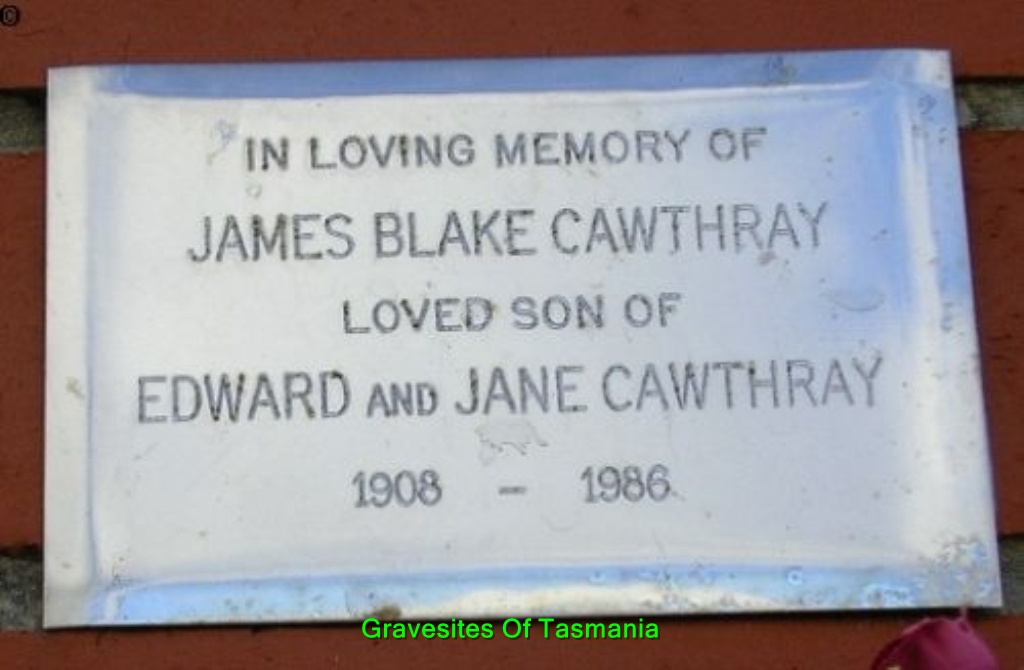 ©
IN LOVING MEMORY OF
JAMES BLAKE CAWTHRAY
LOVED SON OF
EDWARD AND JANE CAWTHRAY
1908 - 1986
Gravesites Of Tasmania